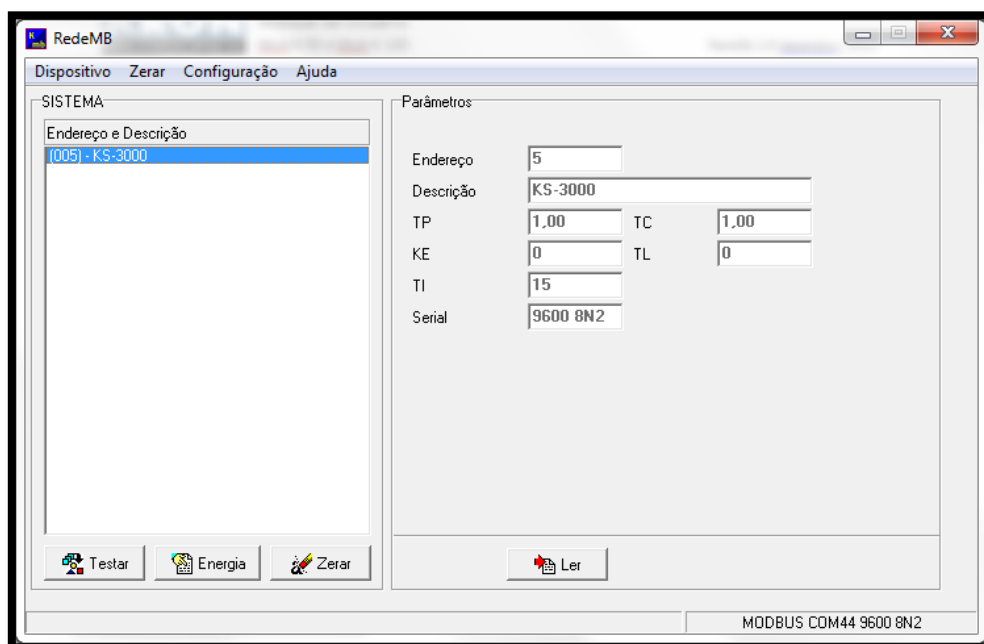 RedeMB
Dispositivo Zerar Configuração Ajuda
SISTEMA
Endereço e Descrição
(005) - KS-3000
Testar Energia Zerar
Parâmetros
Endereço 5
Descrição KS-3000
TP 1,00 TC 1,00
KE 0 TL 0
TI 15
Serial 9600 8N2
Ler
MODBUS COM44 9600 8N2